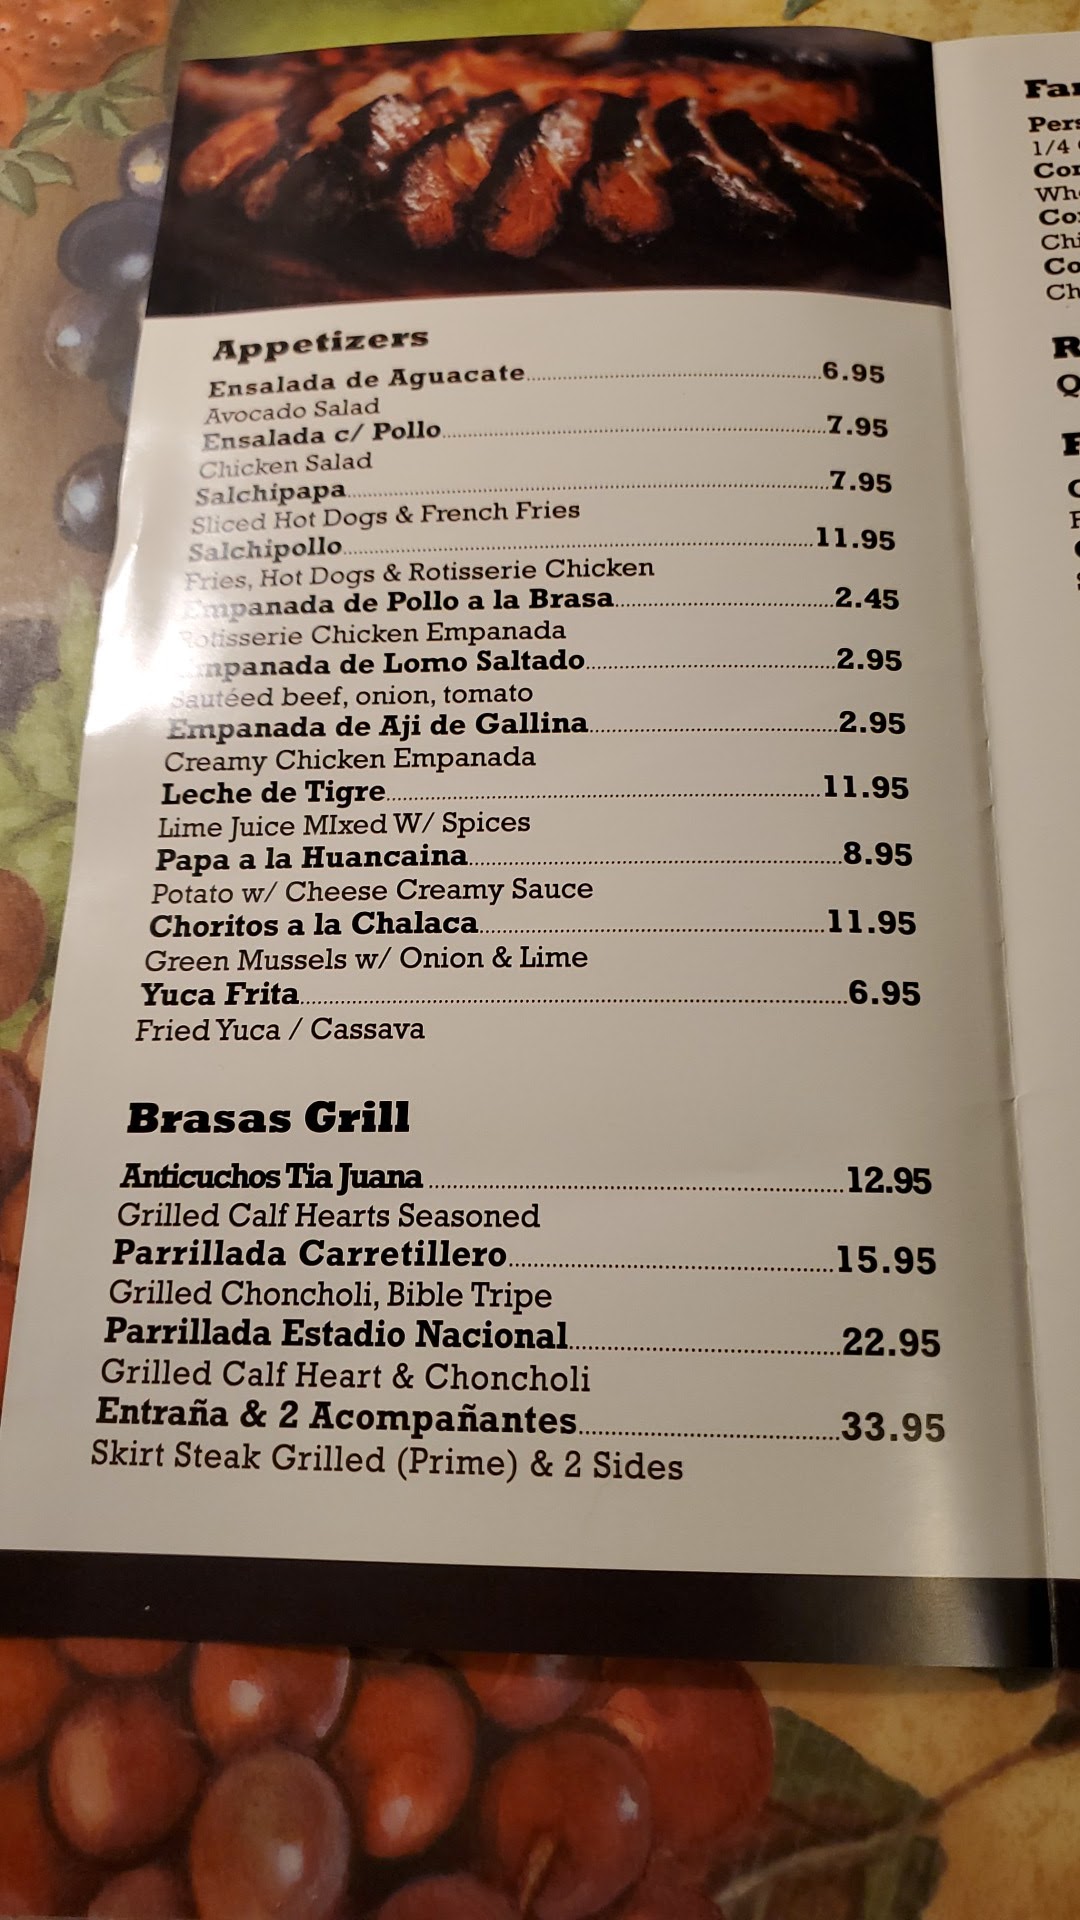 Appetizers
Ensalada de Aguacate 6.95
Avocado Salad
Ensalada c/ Pollo 7.95
Chicken Salad
Salchipapa 7.95
Sliced Hot Dogs & French Fries
Salchipollo 11.95
Fries, Hot Dogs & Rotisserie Chicken
Empanada de Pollo a la Brasa 2.45
Rotisserie Chicken Empanada
Empanada de Lomo Saltado 2.95
Sautéed beef, onion, tomato
Empanada de Aji de Gallina 2.95
Creamy Chicken Empanada
Leche de Tigre 11.95
Lime Juice MIxed W/ Spices
Papa a la Huancaina 8.95
Potato w/ Cheese Creamy Sauce
Choritos a la Chalaca 11.95
Green Mussels w/ Onion & Lime
Yuca Frita 6.95
Fried Yuca / Cassava
Brasas Grill
Anticuchos Tia Juana 12.95
Grilled Calf Hearts Seasoned
Parrillada Carretillero 15.95
Grilled Choncholi, Bible Tripe
Parrillada Estadio Nacional 22.95
Grilled Calf Heart & Choncholi
Entraña & 2 Acompañantes 33.95
Skirt Steak Grilled (Prime) & 2 Sides
1/4